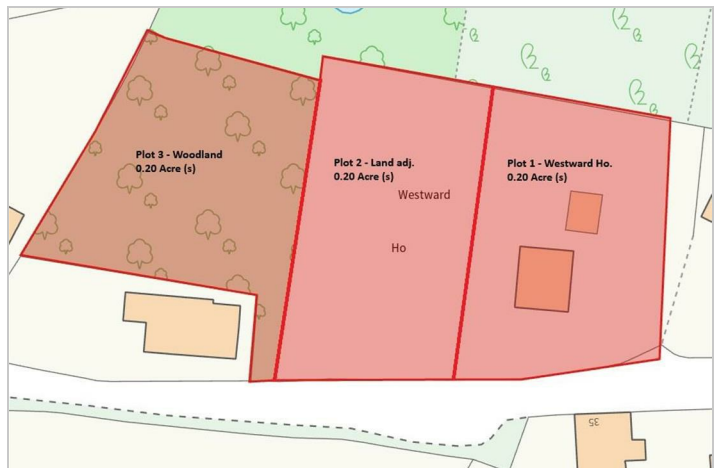 Plot 3 - Woodland
0.20 Acre (s)
Plot 2 - Land adj.
0.20 Acre (s)
Westward
Ho
Plot 1 - Westward Ho.
0.20 Acre (s)
35